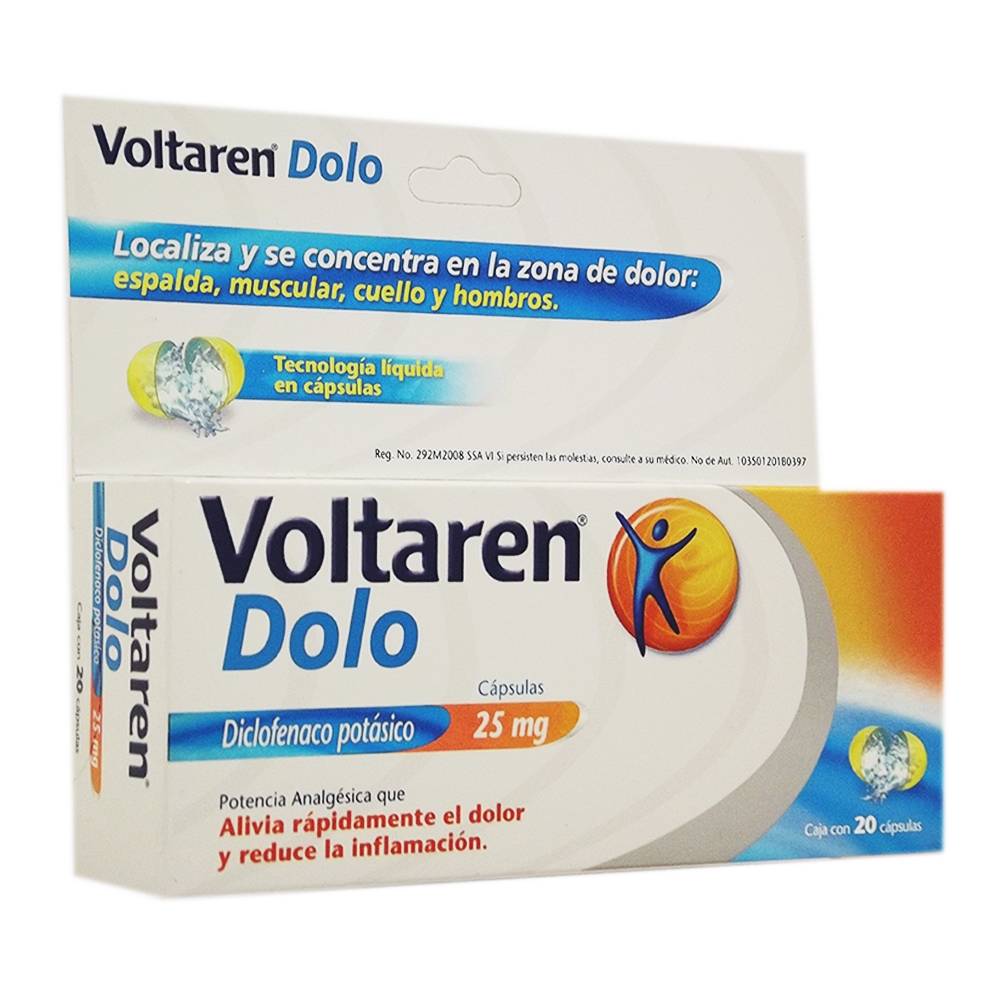 Voltaren® Dolo
Localiza y se concentra en la zona de dolor:
espalda, muscular, cuello y hombros.
Tecnología líquida
en cápsulas
Reg. No. 292M2008 SSA VI Si persisten las molestias, consulte a su médico. No de Aut. 103501201B0397
Voltaren®
Dolo
Cápsulas
Diclofenaco potásico 25 mg
Potencia Analgésica que
Alivia rápidamente el dolor
y reduce la inflamación.
Caja con 20 cápsulas
Voltaren®
Dolo
Diclofenaco potásico 25 mg
Caja con 20 cápsulas